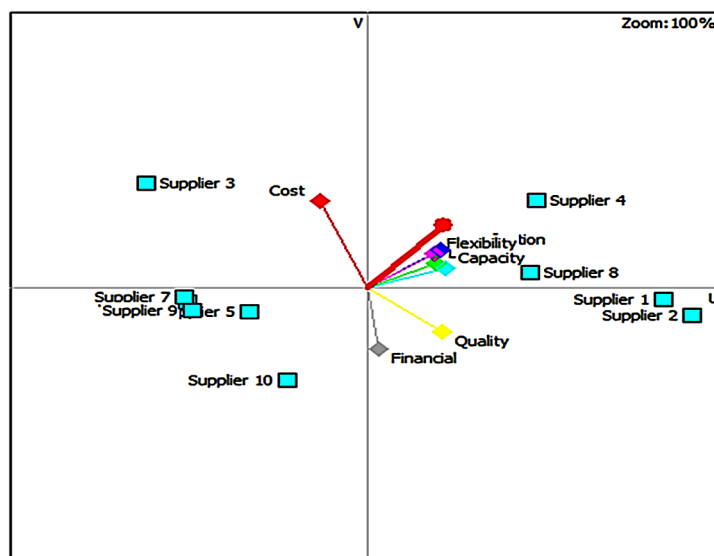 V
Zoom: 100%
Supplier 3
Cost
Supplier 4
Flexibility
Capacity
Supplier 8
Supplier 7
Supplier 1
U
Supplier 9
5
Supplier 2
Quality
Financial
Supplier 10